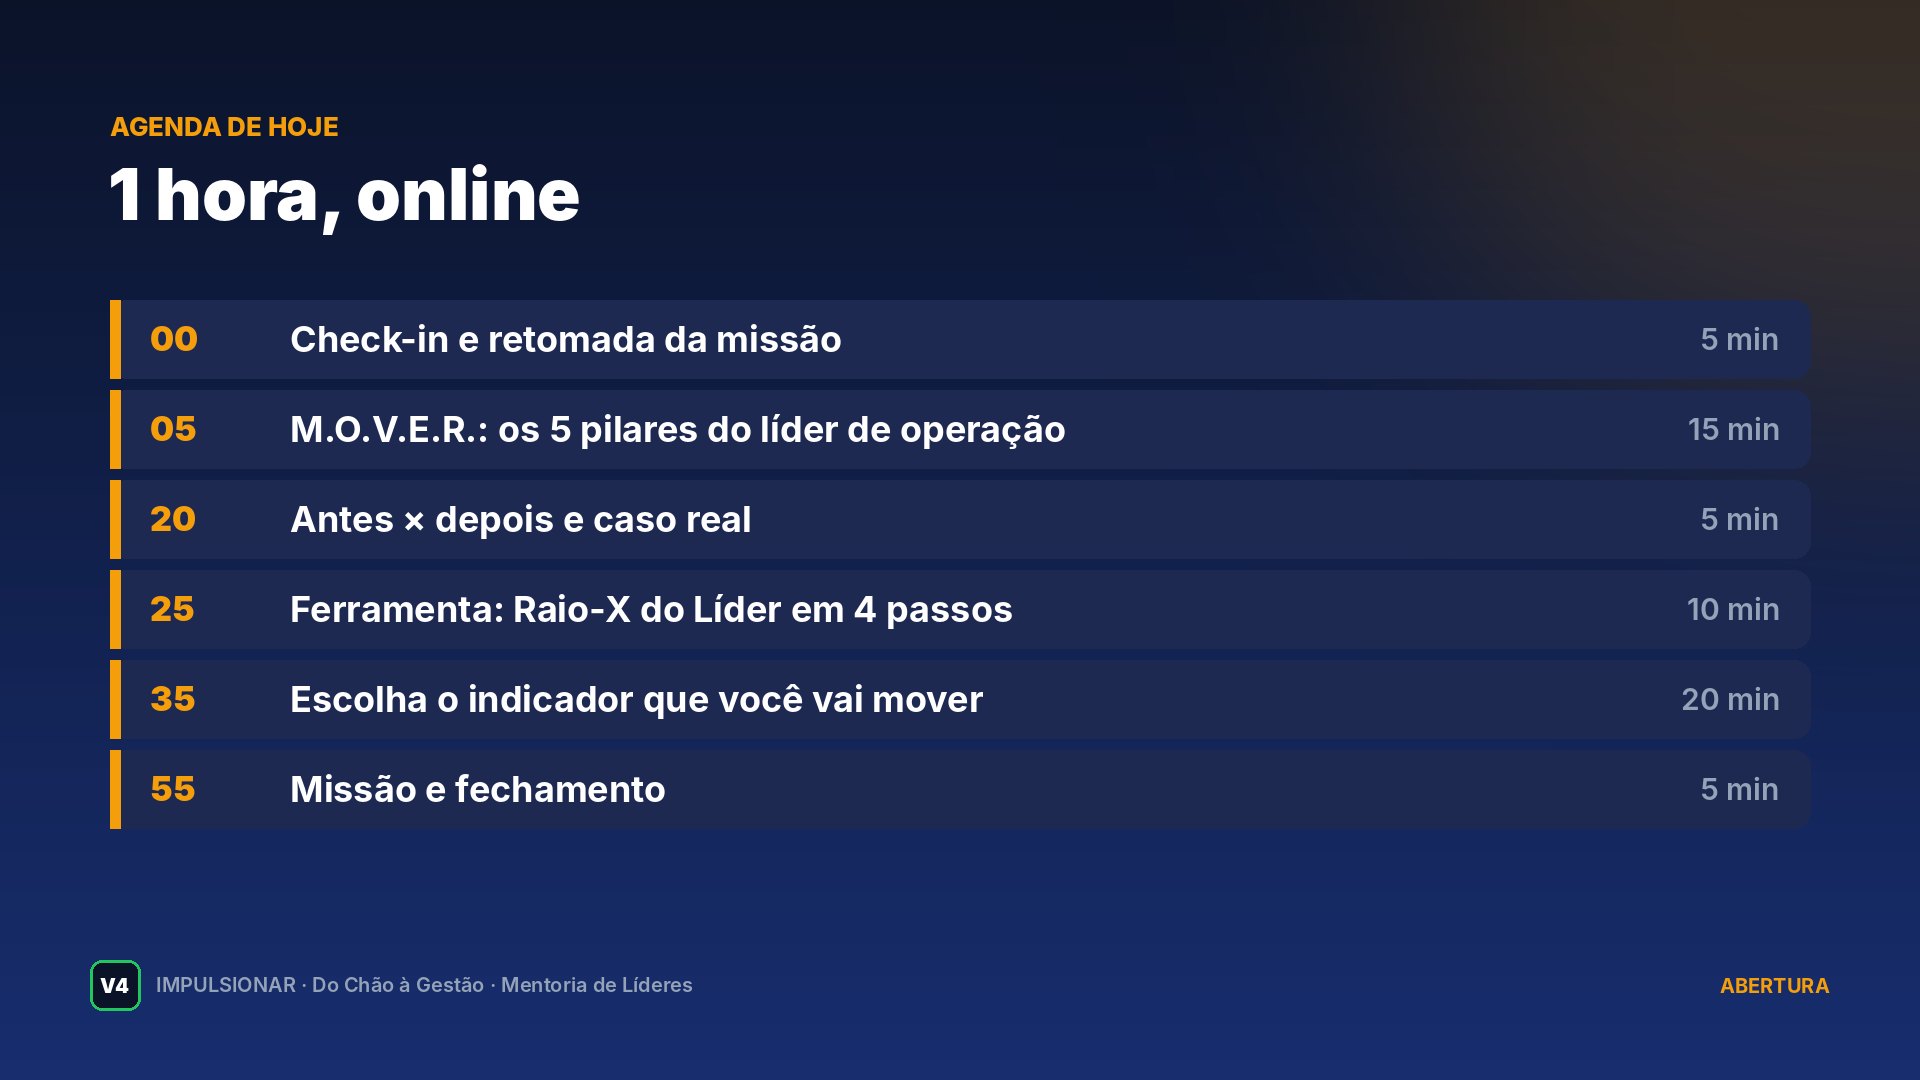 AGENDA DE HOJE
1 hora, online
00 Check-in e retomada da missão 5 min
05 M.O.V.E.R.: os 5 pilares do líder de operação 15 min
20 Antes × depois e caso real 5 min
25 Ferramenta: Raio-X do Líder em 4 passos 10 min
35 Escolha o indicador que você vai mover 20 min
55 Missão e fechamento 5 min
V4 IMPULSIONAR · Do Chão à Gestão · Mentoria de Líderes ABERTURA